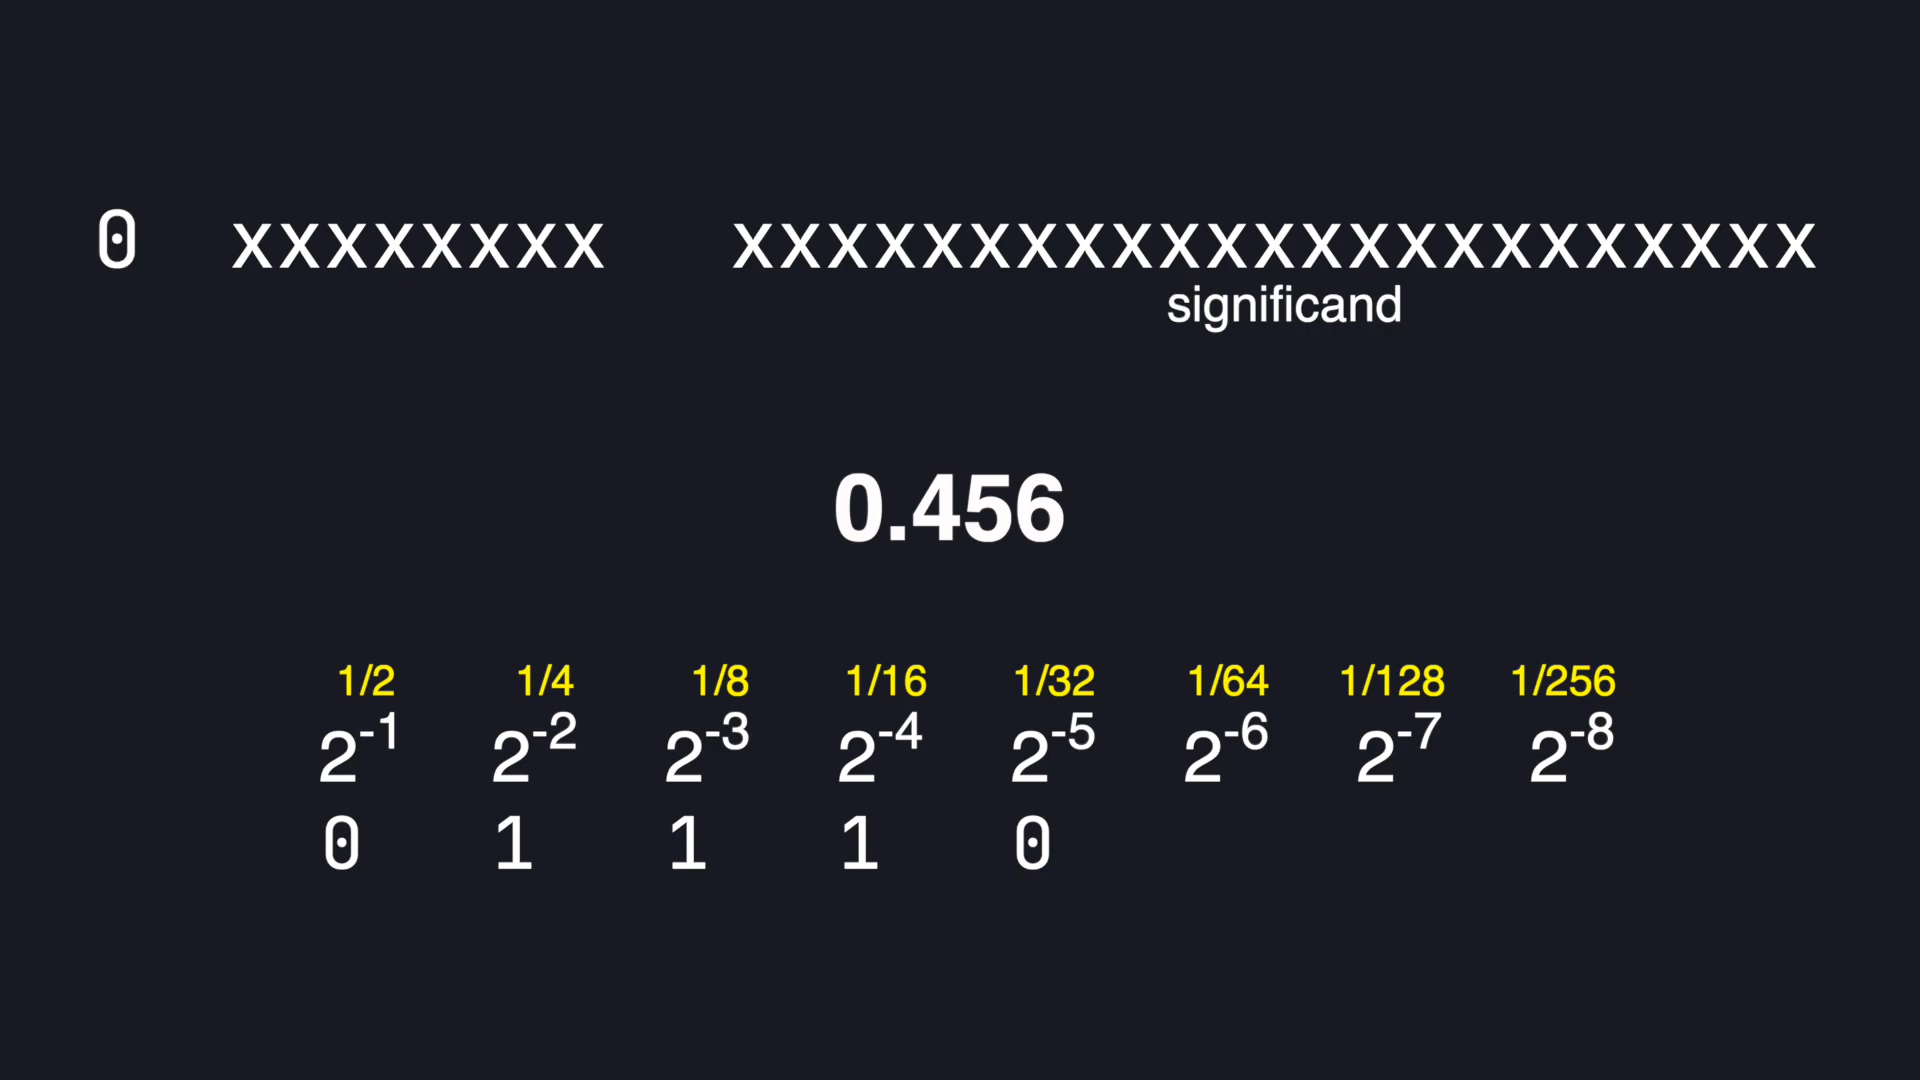 0 xxxxxxxx xxxxxxxxxxxxxxxxxxxxxxx
significand
0.456
1/2 1/4 1/8 1/16 1/32 1/64 1/128 1/256
2⁻¹ 2⁻² 2⁻³ 2⁻⁴ 2⁻⁵ 2⁻⁶ 2⁻⁷ 2⁻⁸
0 1 1 1 0